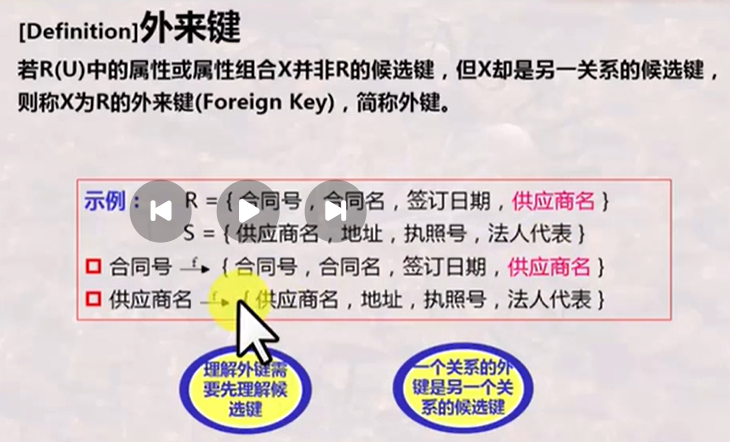 [Definition]外来键
若R(U)中的属性或属性组合X并非R的候选键，但X却是另一关系的候选键，
则称X为R的外来键(Foreign Key)，简称外键。
示例： R = { 合同号，合同名，签订日期，供应商名 }
S = { 供应商名，地址，执照号，法人代表 }
合同号 f→ { 合同号，合同名，签订日期，供应商名 }
供应商名 f→ { 供应商名，地址，执照号，法人代表 }
理解外键需
要先理解候
选键
一个关系的外
键是另一个关
系的候选键